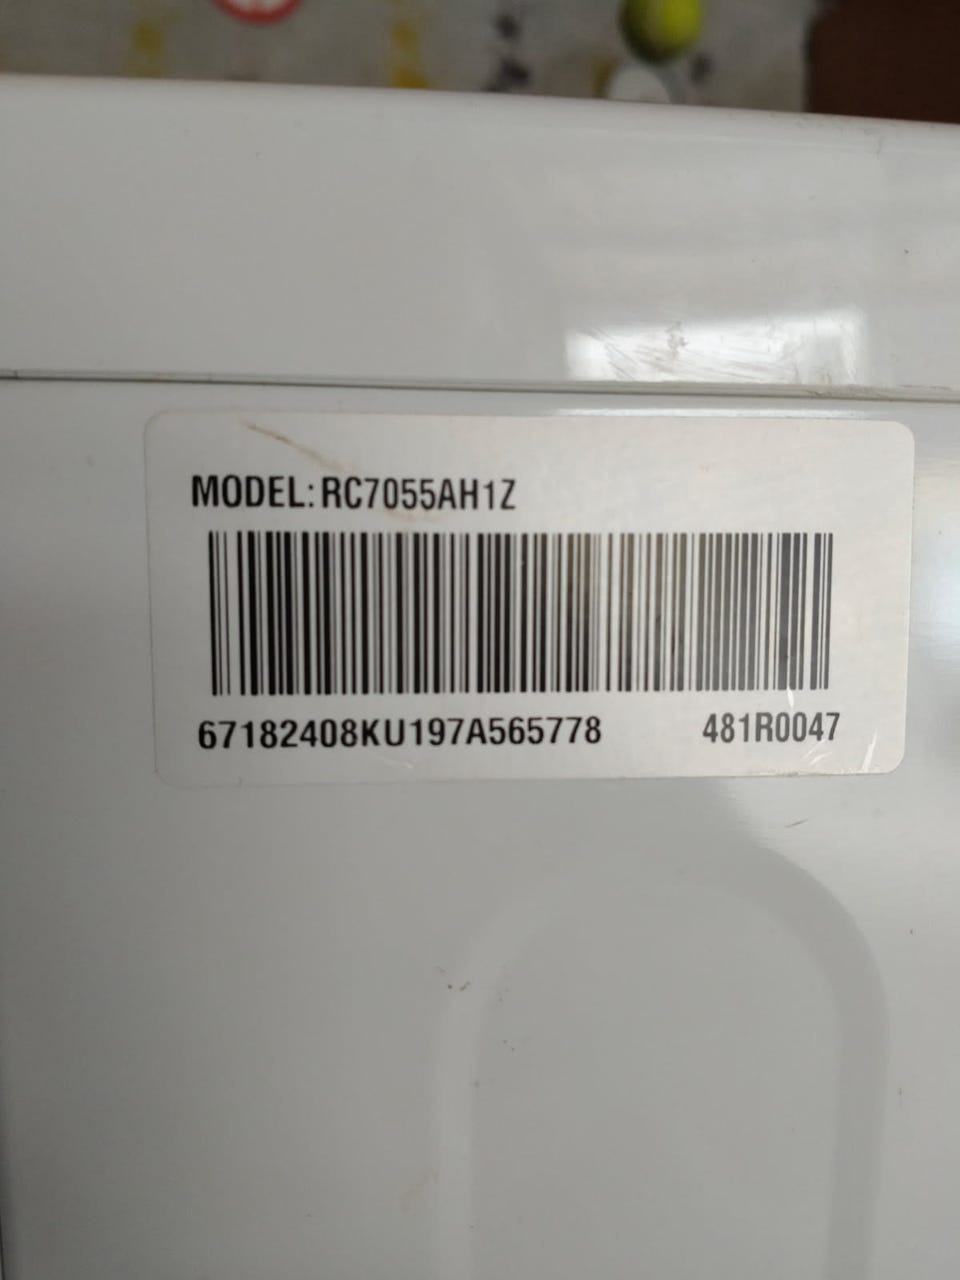 MODEL: RC7055AH1Z
67182408KU197A565778 481R0047